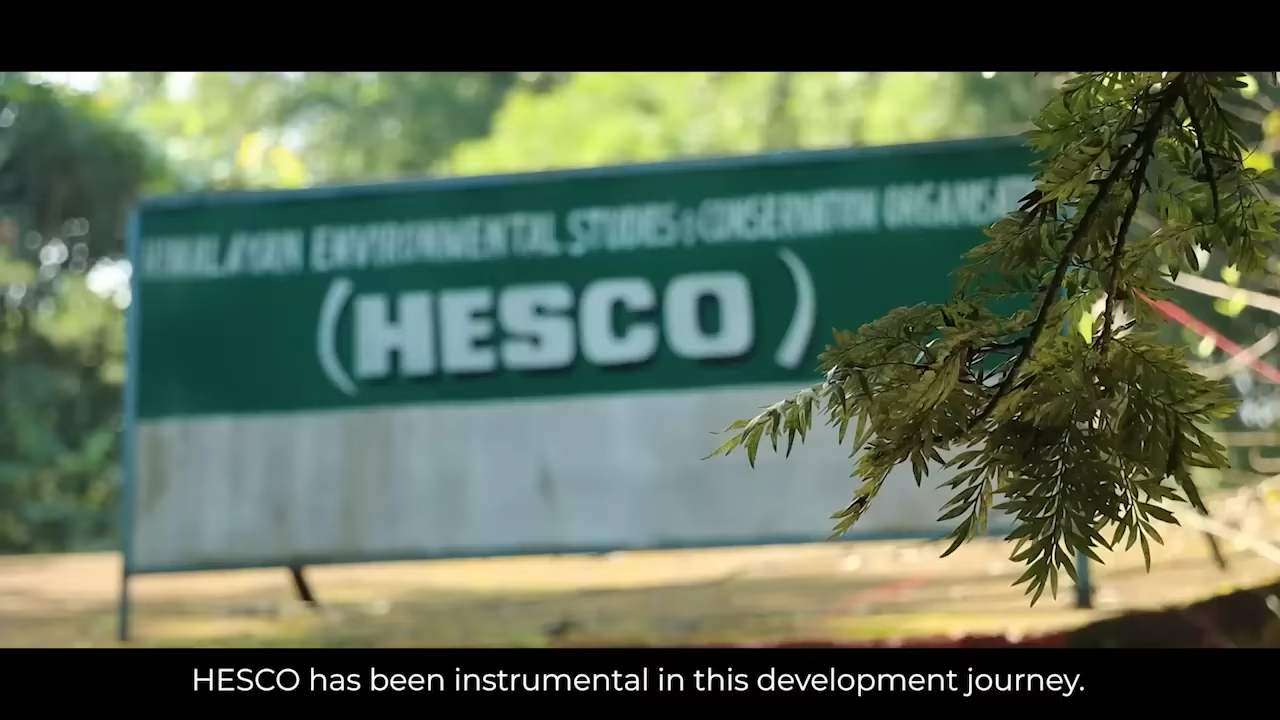 HIMALAYAN ENVIRONMENTAL STUDIES & CONSERVATION
(HESCO)
HESCO has been instrumental in this development journey.